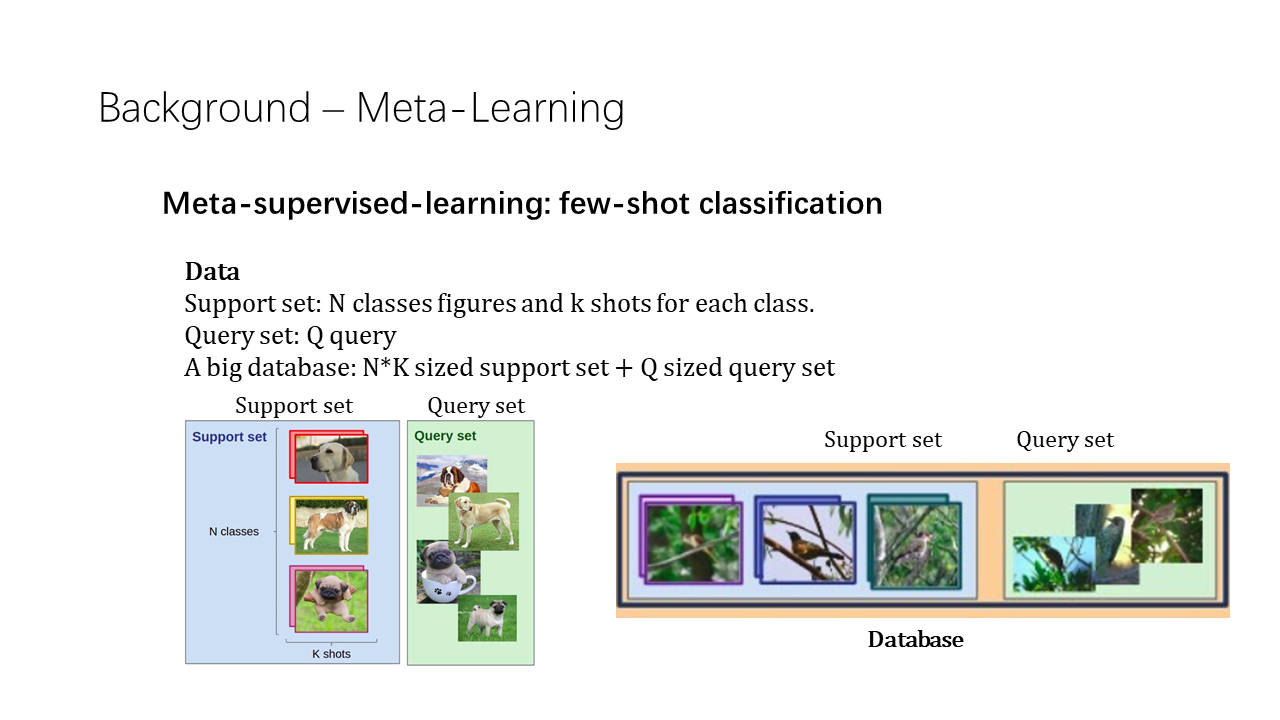 Background – Meta-Learning
Meta-supervised-learning: few-shot classification
Data
Support set: N classes figures and k shots for each class.
Query set: Q query
A big database: N*K sized support set + Q sized query set
Support set
Query set
Support set
Query set
N classes
K shots
Support set
Query set
Database